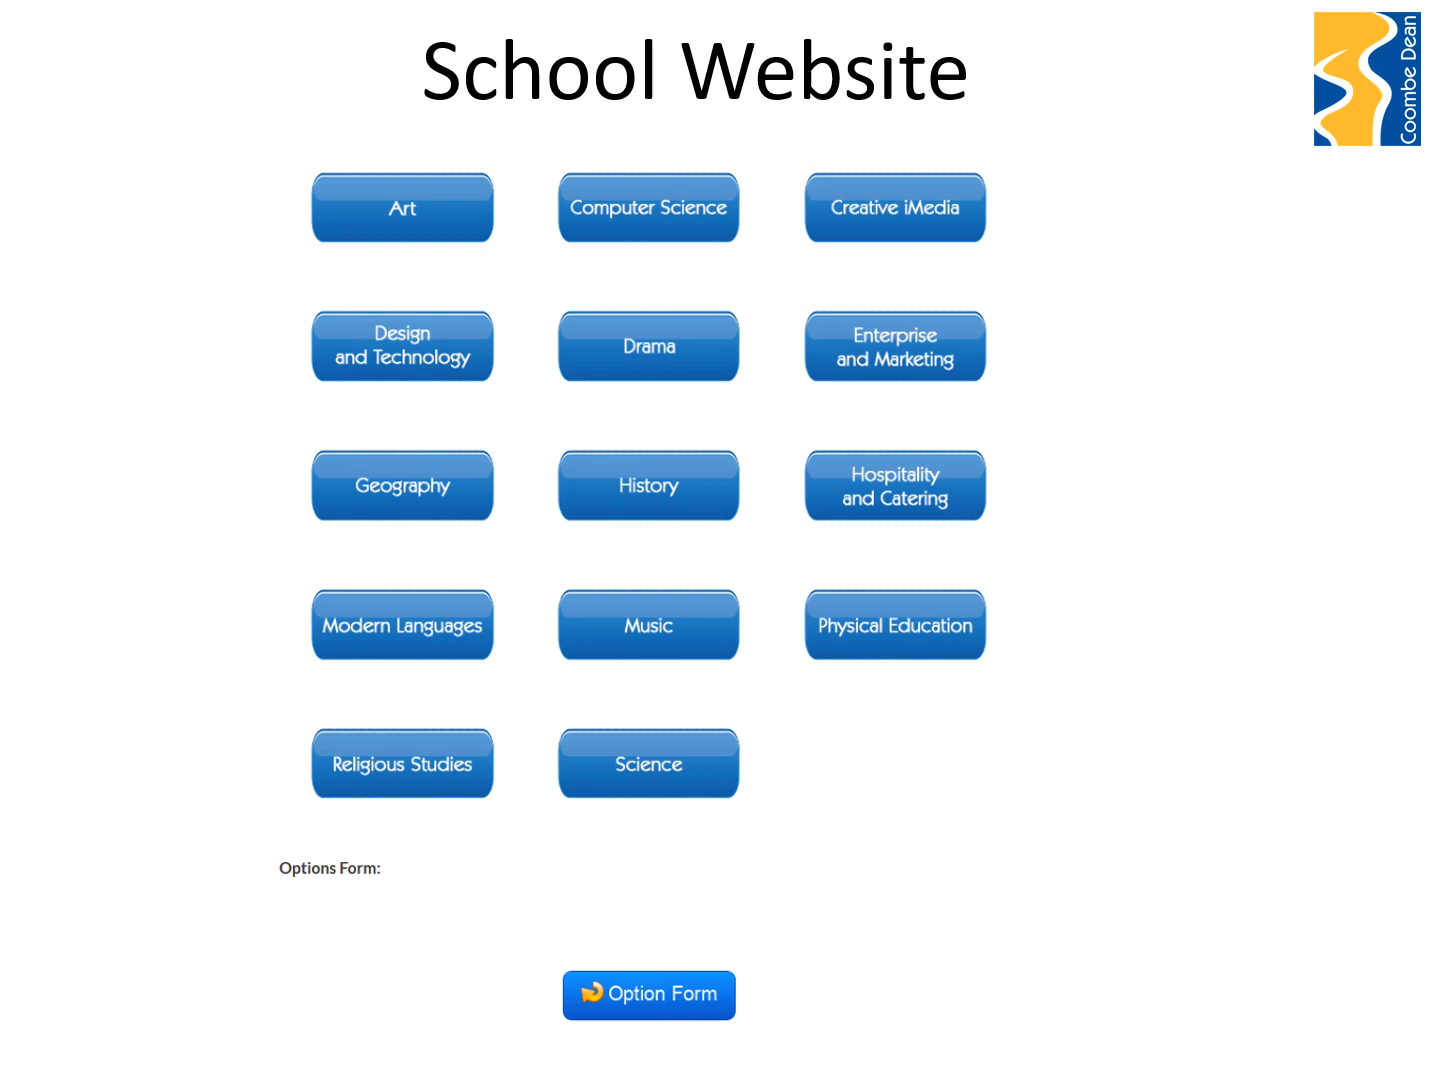 School Website
Coombe Dean
Art
Computer Science
Creative iMedia
Design
and Technology
Drama
Enterprise
and Marketing
Geography
History
Hospitality
and Catering
Modern Languages
Music
Physical Education
Religious Studies
Science
Options Form:
Option Form